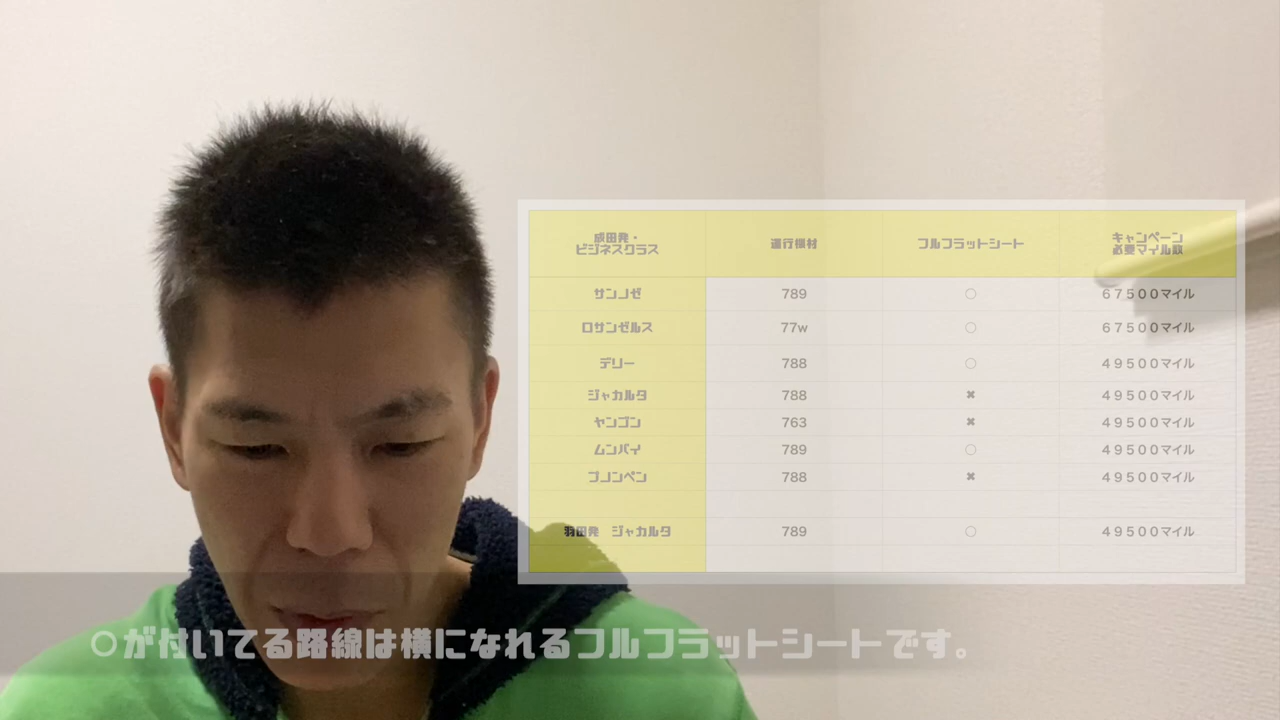 成田発・
ビジネスクラス 運行機材 フルフラットシート キャンペーン
必要マイル数
サンノゼ 789 ○ 67500マイル
ロサンゼルス 77w ○ 67500マイル
デリー 788 ○ 49500マイル
ジャカルタ 788 ✖ 49500マイル
ヤンゴン 763 ✖ 49500マイル
ムンバイ 789 ○ 49500マイル
プノンペン 788 ✖ 49500マイル
羽田発 ジャカルタ 789 ○ 49500マイル
○が付いてる路線は横になれるフルフラットシートです。